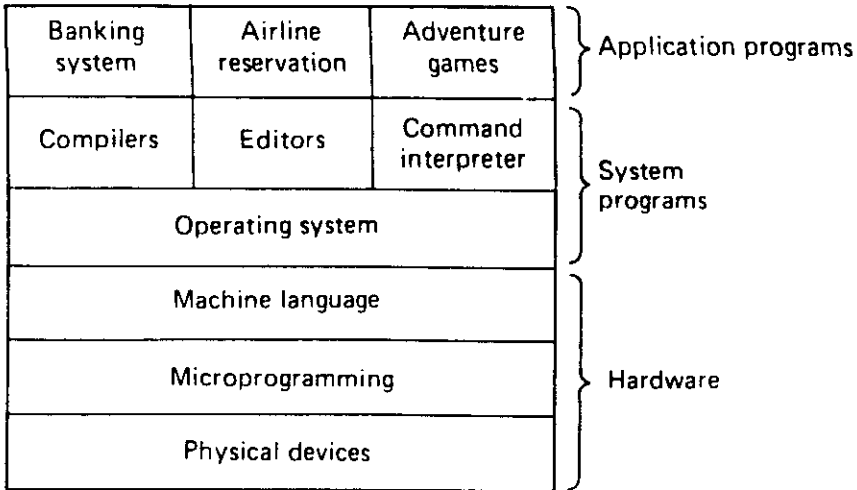 Banking
system
Airline
reservation
Adventure
games
Application programs
Compilers
Editors
Command
interpreter
System
programs
Operating system
Machine language
Microprogramming
Hardware
Physical devices